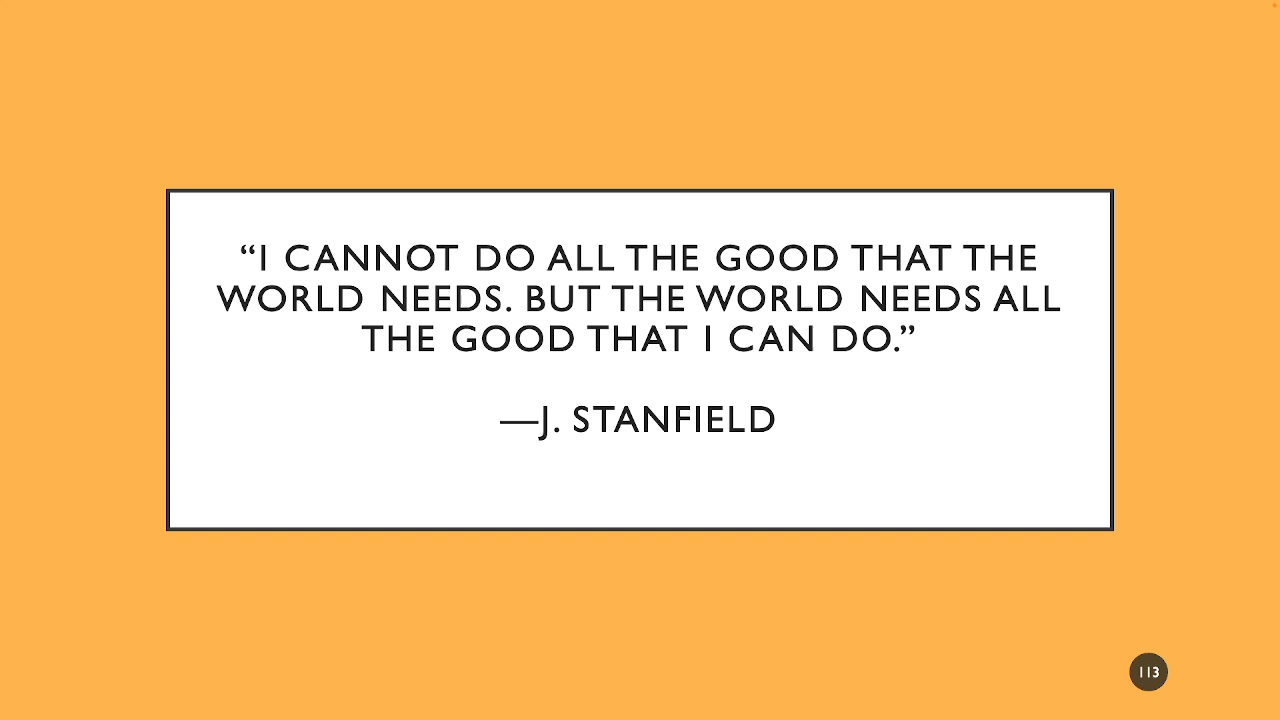 “I CANNOT DO ALL THE GOOD THAT THE
WORLD NEEDS. BUT THE WORLD NEEDS ALL
THE GOOD THAT I CAN DO.”
—J. STANFIELD
113